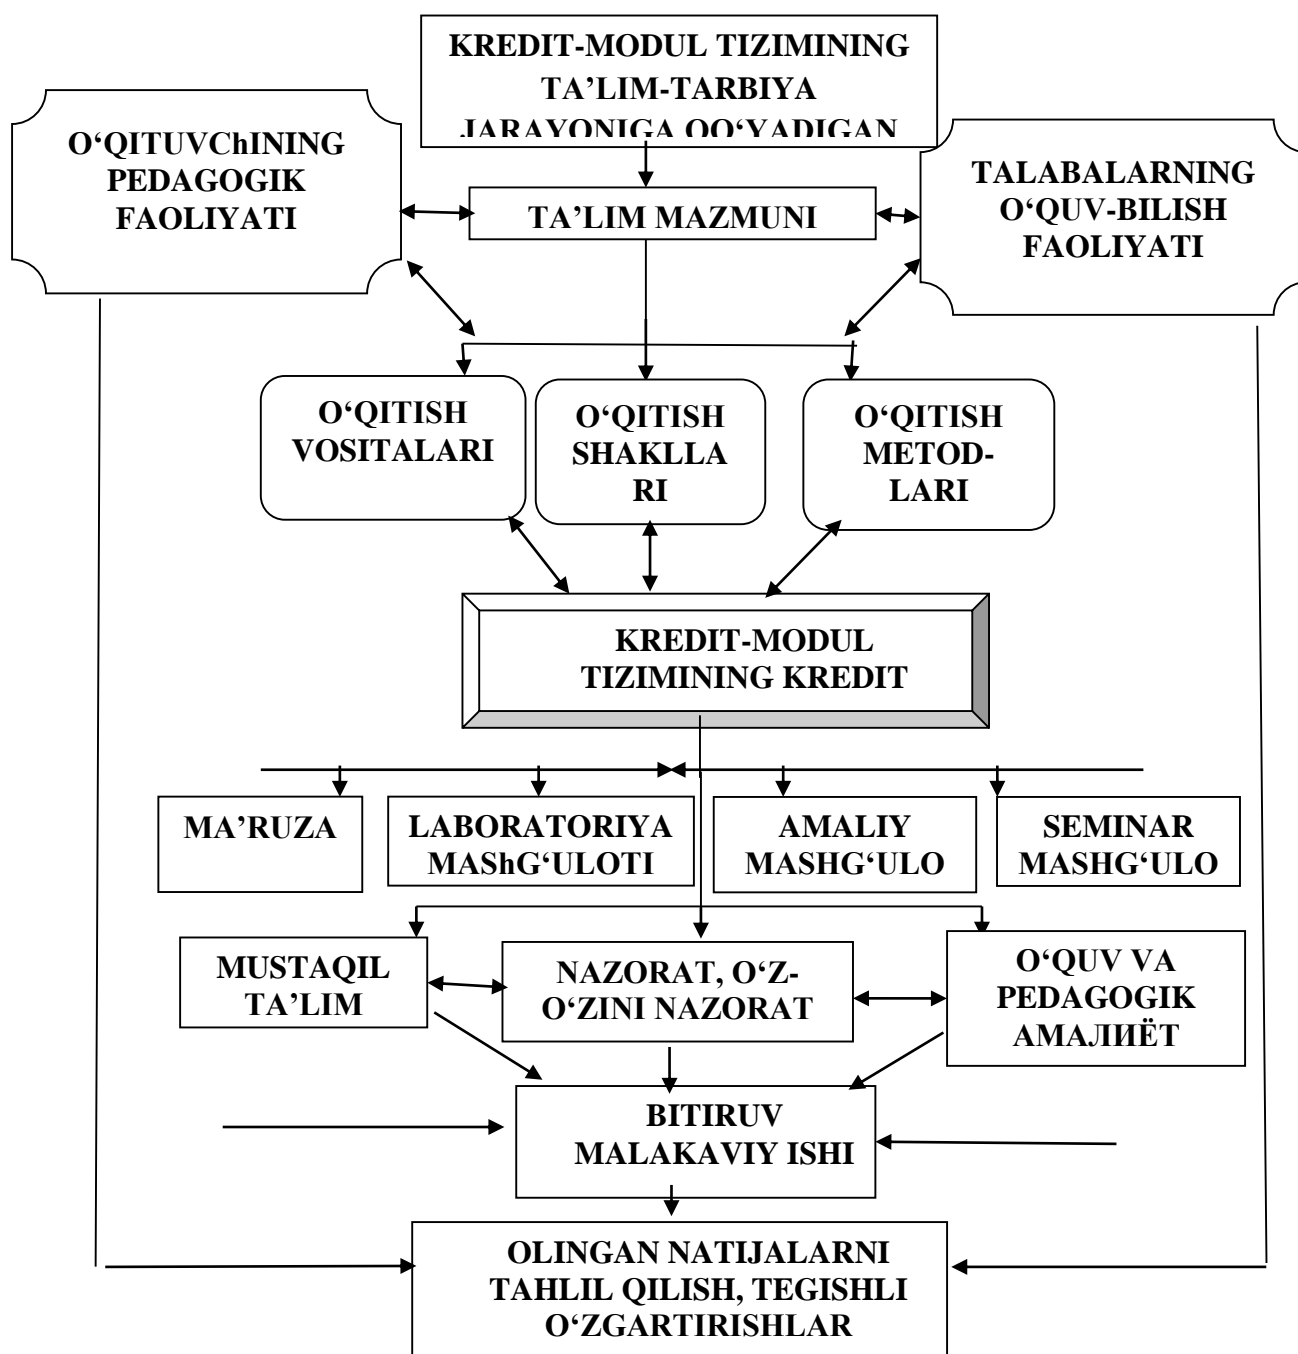 KREDIT-MODUL TIZIMINING
TA’LIM-TARBIYA
JARAYONIGA QO‘YADIGAN
O‘QITUVChINING
PEDAGOGIK
FAOLIYATI
TA’LIM MAZMUNI
TALABALARNING
O‘QUV-BILISH
FAOLIYATI
O‘QITISH
VOSITALARI
O‘QITISH
SHAKLLA
RI
O‘QITISH
METOD-
LARI
KREDIT-MODUL
TIZIMINING KREDIT
MA’RUZA
LABORATORIYA
MAShG‘ULOTI
AMALIY
MASHG‘ULO
SEMINAR
MASHG‘ULO
MUSTAQIL
TA’LIM
NAZORAT, O‘Z-
O‘ZINI NAZORAT
O‘QUV VA
PEDAGOGIK
АМАЛИЁТ
BITIRUV
MALAKAVIY ISHI
OLINGAN NATIJALARNI
TAHLIL QILISH, TEGISHLI
O‘ZGARTIRISHLAR